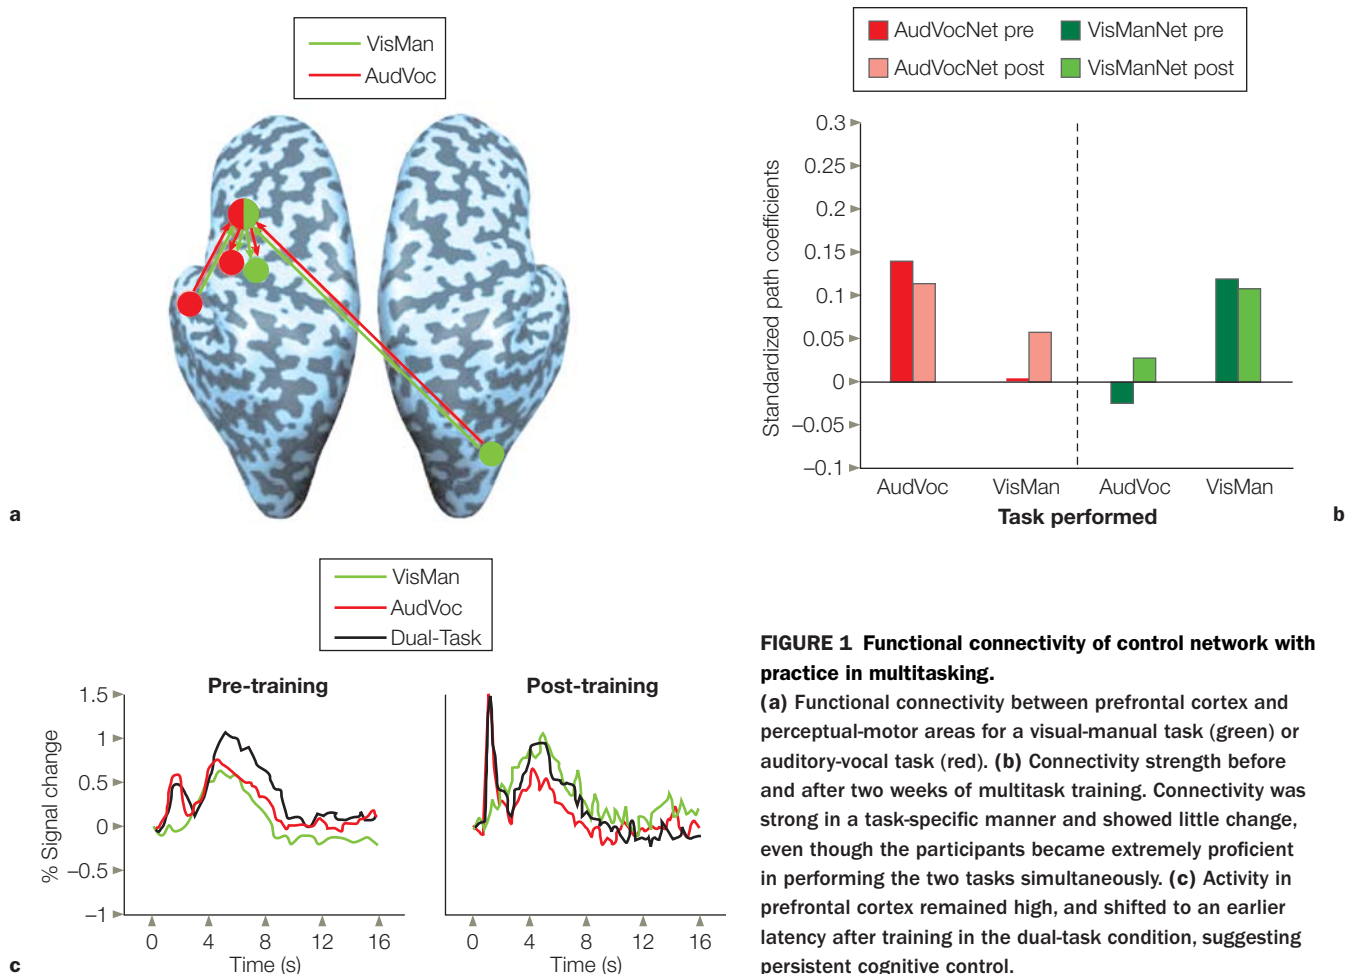 VisMan
AudVoc
a
AudVocNet pre
VisManNet pre
AudVocNet post
VisManNet post
Standardized path coefficients
0.3
0.25
0.2
0.15
0.1
0.05
0
–0.05
–0.1
AudVoc
VisMan
AudVoc
VisMan
Task performed
b
VisMan
AudVoc
Dual-Task
Pre-training
% Signal change
1.5
1
0.5
0
–0.5
–1
0
4
8
12
16
Time (s)
Post-training
0
4
8
12
16
Time (s)
c
FIGURE 1 Functional connectivity of control network with
practice in multitasking.
(a) Functional connectivity between prefrontal cortex and
perceptual-motor areas for a visual-manual task (green) or
auditory-vocal task (red). (b) Connectivity strength before
and after two weeks of multitask training. Connectivity was
strong in a task-specific manner and showed little change,
even though the participants became extremely proficient
in performing the two tasks simultaneously. (c) Activity in
prefrontal cortex remained high, and shifted to an earlier
latency after training in the dual-task condition, suggesting
persistent cognitive control.